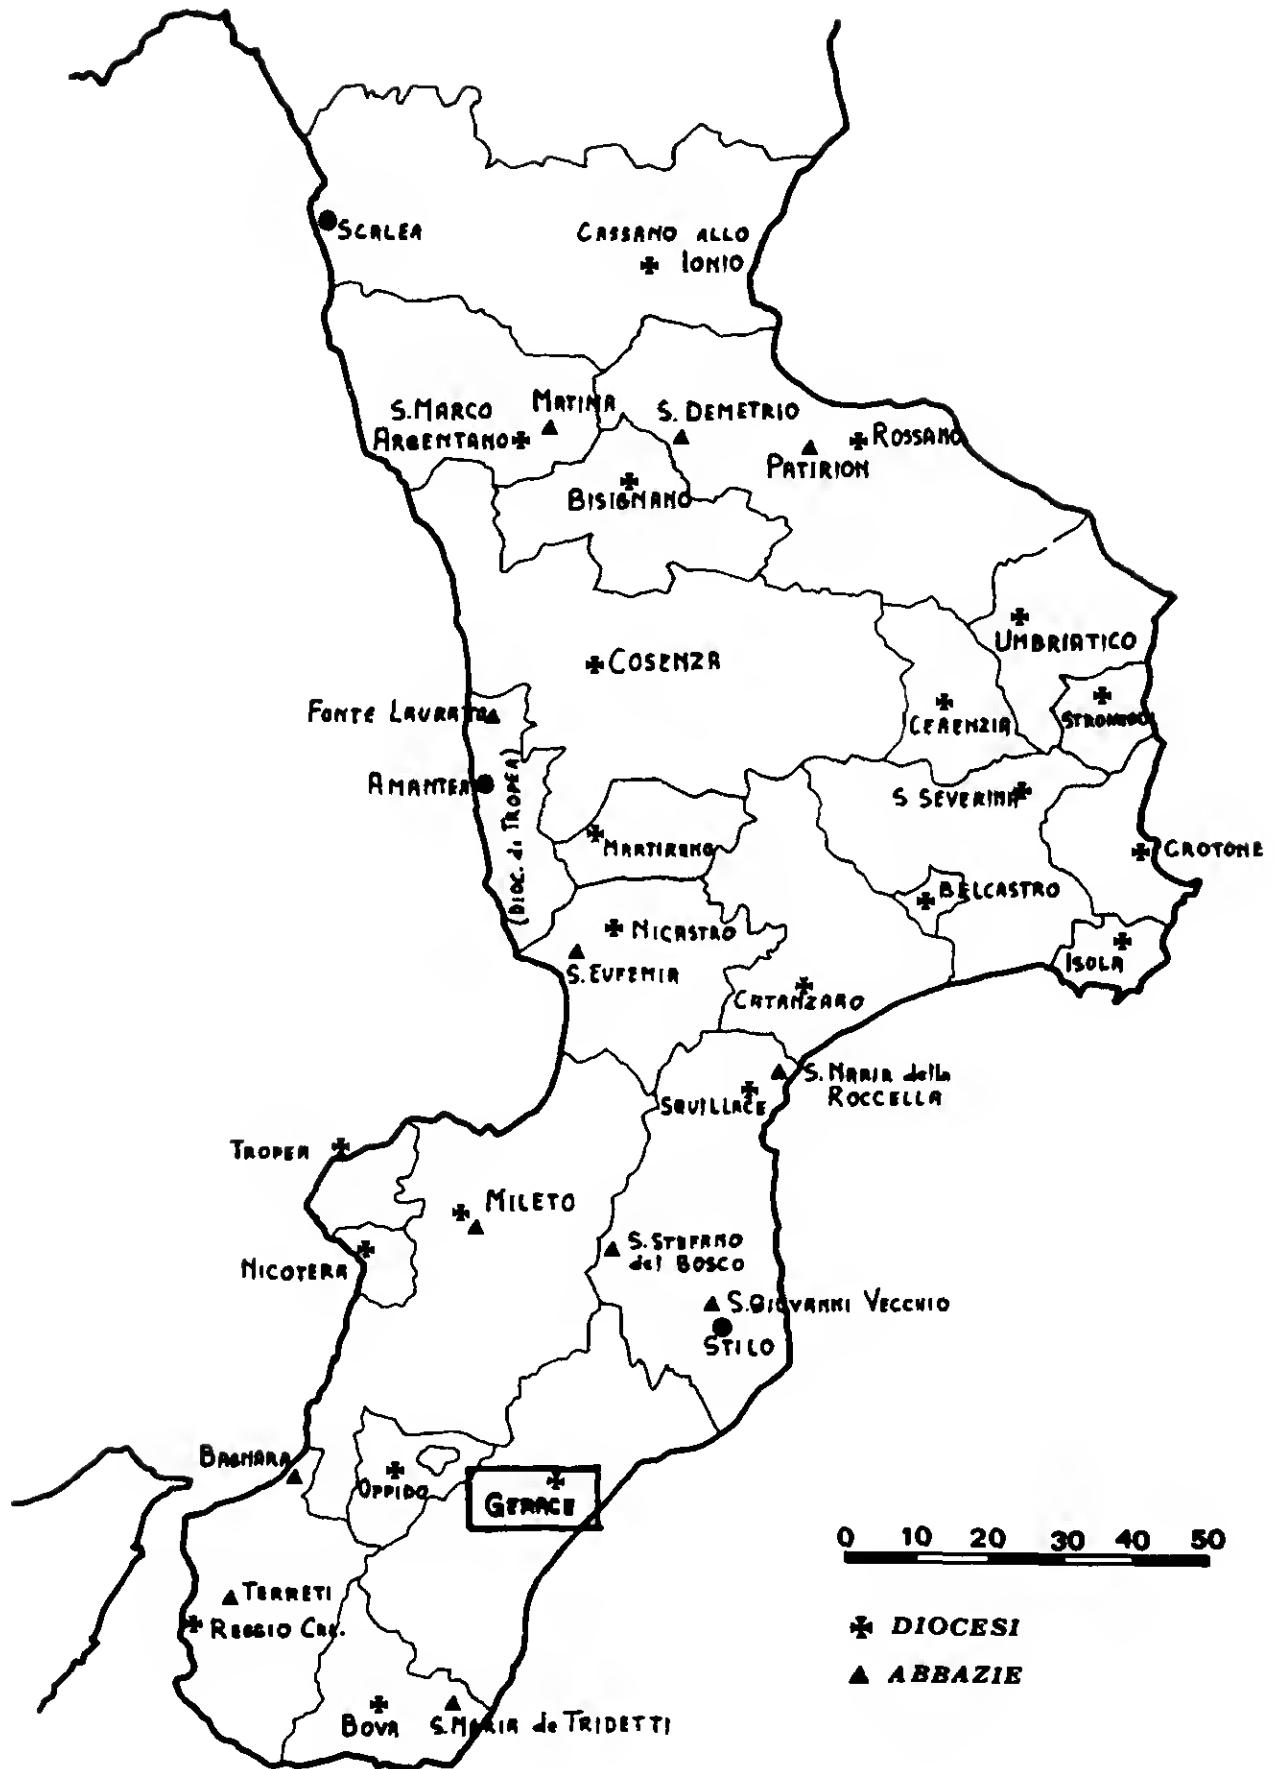 SCALEA
CASSANO ALLO
IONIO
S. MARCO
ARGENTANO
MATINA
S. DEMETRIO
PATIRION
ROSSANO
BISIGNANO
UMBRIATICO
COSENZA
CERENZIA
STRONGOLI
FONTE LAURATO
AMANTEA
(DIOC. di TROPEA)
S. SEVERINA
MARTIRANO
CROTONE
BELCASTRO
NICASTRO
S. EUFEMIA
ISOLA
CATANZARO
S. MARIA della
ROCCELLA
SQUILLACE
TROPEA
MILETO
S. STEFANO
del BOSCO
NICOTERA
S. GIOVANNI VECCHIO
STILO
BAGNARA
OPPIDO
GERACE
0 10 20 30 40 50
TERRETI
REGGIO CAL.
DIOCESI
ABBAZIE
BOVA
S. MARIA de TRIDETTI